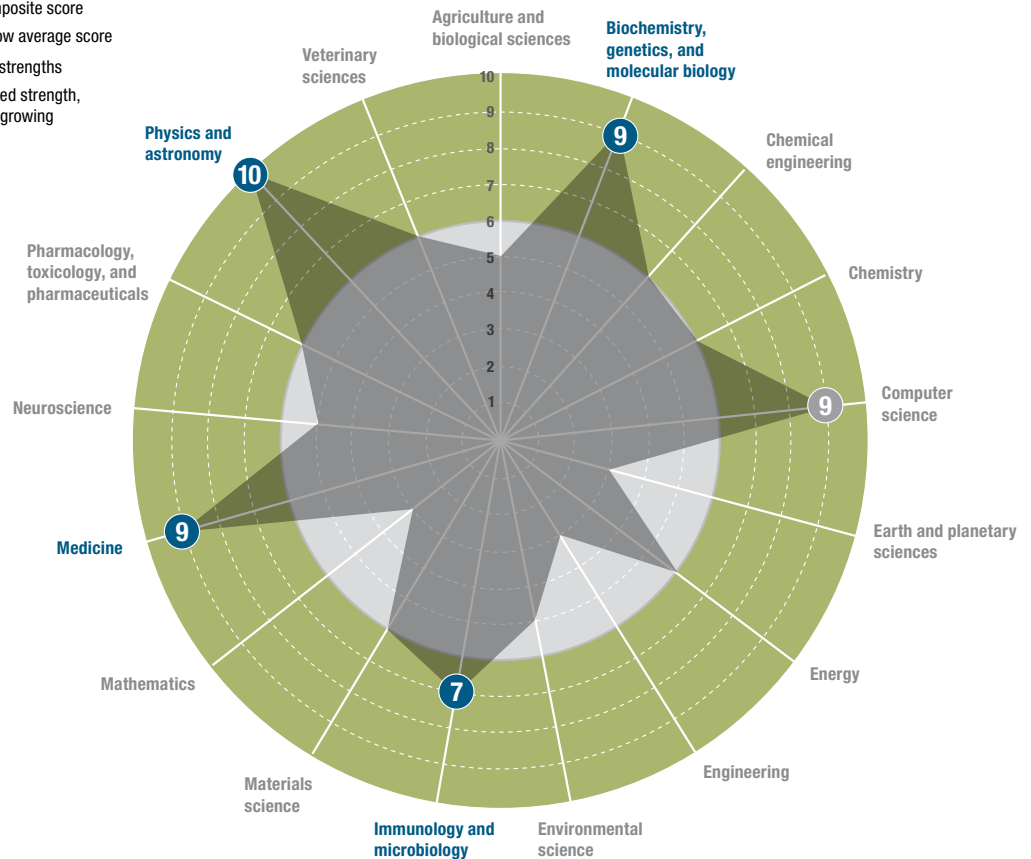 posite score
ow average score
strengths
ed strength,
growing
Agriculture and
biological sciences
Biochemistry,
genetics, and
molecular biology
Veterinary
sciences
Chemical
engineering
Physics and
astronomy
Chemistry
Pharmacology,
toxicology, and
pharmaceuticals
Computer
science
Neuroscience
Earth and planetary
sciences
Medicine
Energy
Mathematics
Engineering
Materials
science
Immunology and
microbiology
Environmental
science
10
9
8
7
6
5
4
3
2
1
9
10
9
9
7